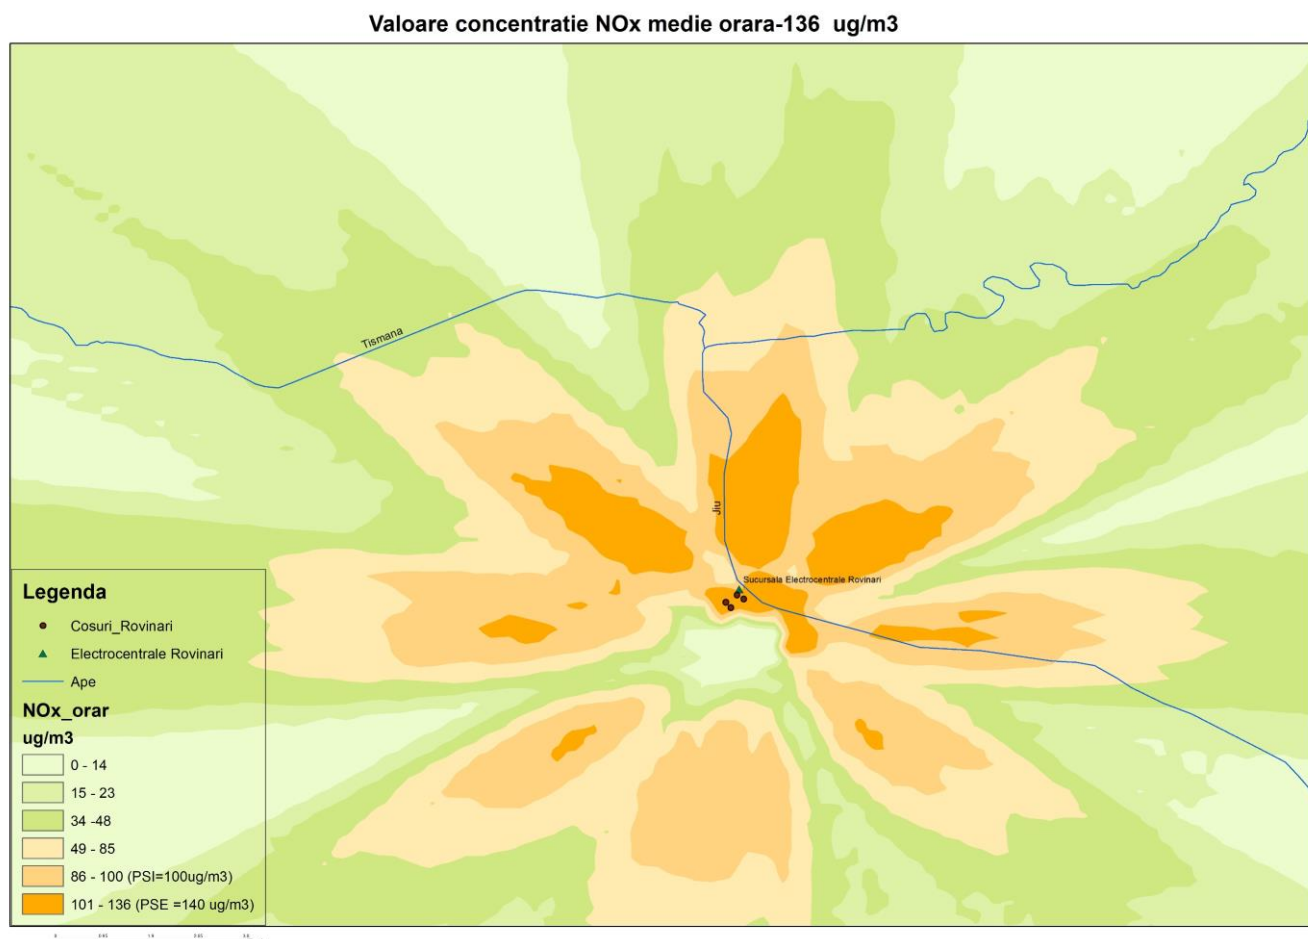 Valoare concentratie NOx medie orara-136 ug/m3
Tismana
Jiu
Sucursala Electrocentrale Rovinari
Legenda
Cosuri_Rovinari
Electrocentrale Rovinari
Ape
NOx_orar
ug/m3
0 - 14
15 - 23
34 -48
49 - 85
86 - 100 (PSI=100ug/m3)
101 - 136 (PSE =140 ug/m3)